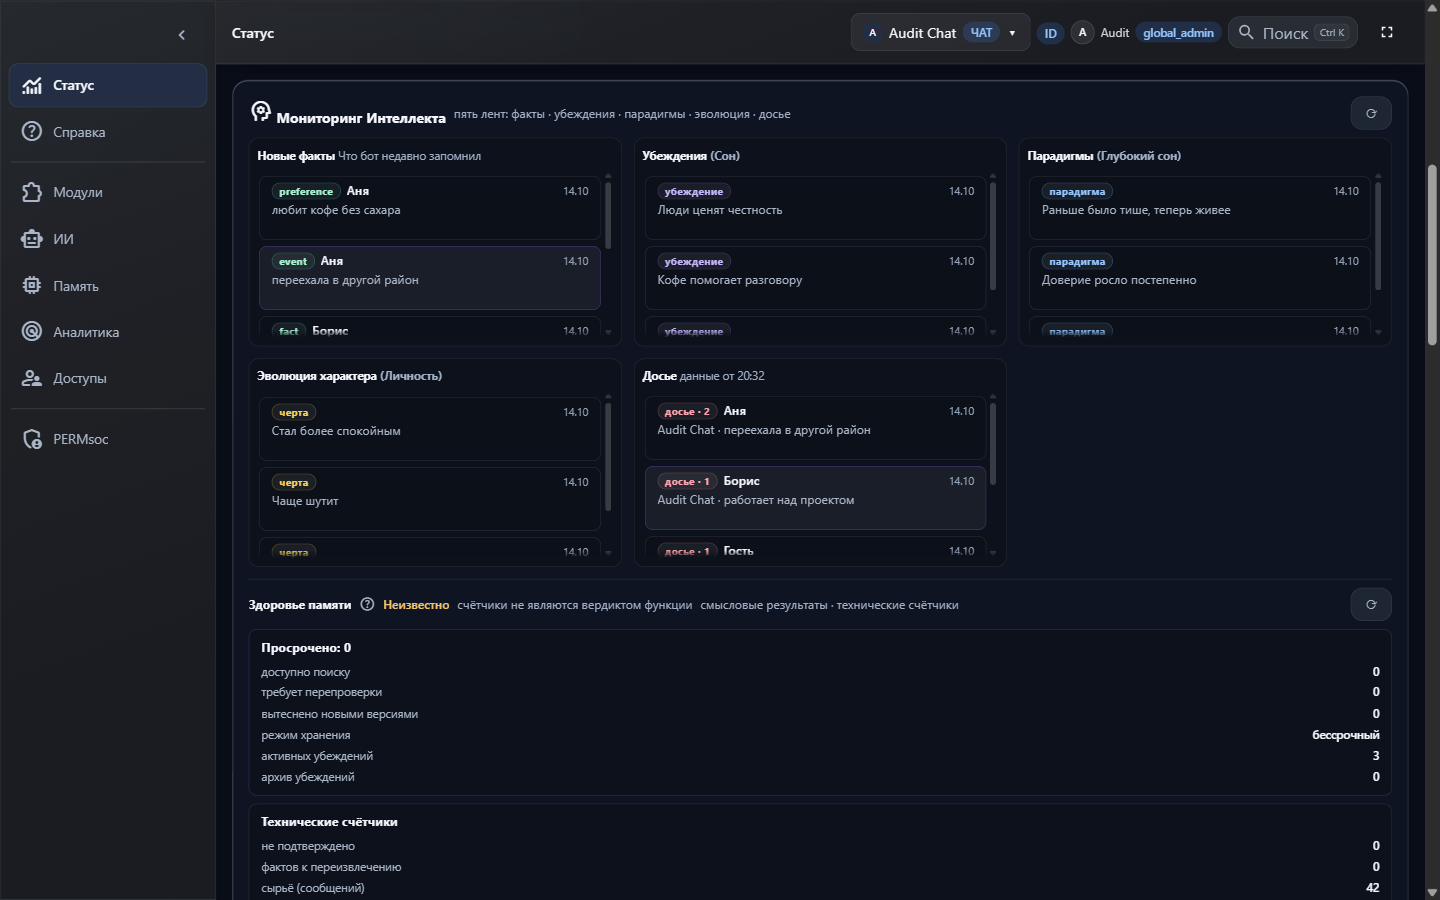 Статус
Справка
Модули
ИИ
Память
Аналитика
Доступы
PERMsoc
Статус
A Audit Chat ЧАТ ▾ ID A Audit global_admin Поиск Ctrl K
Мониторинг Интеллекта пять лент: факты · убеждения · парадигмы · эволюция · досье
Новые факты Что бот недавно запомнил
preference Аня 14.10
любит кофе без сахара
event Аня 14.10
переехала в другой район
fact Борис 14.10
Убеждения (Сон)
убеждение 14.10
Люди ценят честность
убеждение 14.10
Кофе помогает разговору
убеждение 14.10
Парадигмы (Глубокий сон)
парадигма 14.10
Раньше было тише, теперь живее
парадигма 14.10
Доверие росло постепенно
парадигма 14.10
Эволюция характера (Личность)
черта 14.10
Стал более спокойным
черта 14.10
Чаще шутит
черта 14.10
Досье данные от 20:32
досье · 2 Аня 14.10
Audit Chat · переехала в другой район
досье · 1 Борис 14.10
Audit Chat · работает над проектом
досье · 1 Гость 14.10
Здоровье памяти ? Неизвестно счётчики не являются вердиктом функции смысловые результаты · технические счётчики
Просрочено: 0
доступно поиску 0
требует перепроверки 0
вытеснено новыми версиями 0
режим хранения бессрочный
активных убеждений 3
архив убеждений 0
Технические счётчики
не подтверждено 0
фактов к переизвлечению 0
сырьё (сообщений) 42